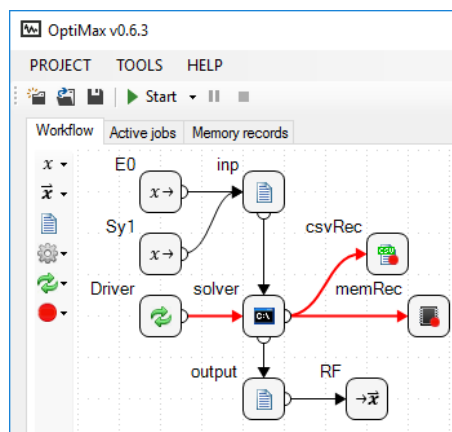 OptiMax v0.6.3
PROJECT TOOLS HELP
Start
Workflow Active jobs Memory records
x
x⃗
E0 inp
x→
Sy1 csvRec
x→
CSV
Driver solver memRec
C:\
output RF
→x⃗